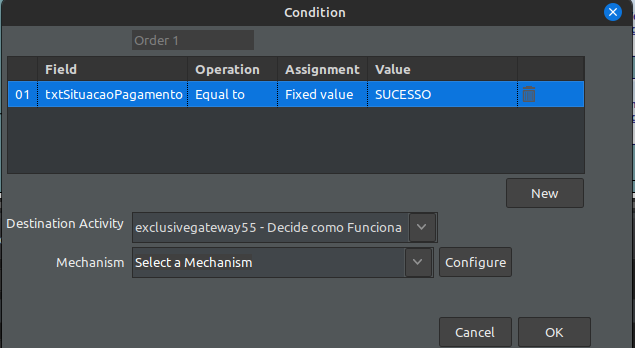 Condition
Order 1
Field Operation Assignment Value
01 txtSituacaoPagamento Equal to Fixed value SUCESSO
New
Destination Activity exclusivegateway55 - Decide como Funciona
Mechanism Select a Mechanism Configure
Cancel OK